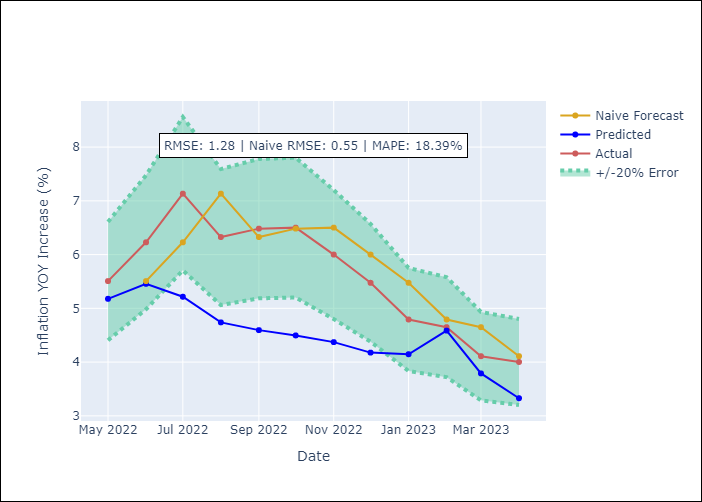 RMSE: 1.28 | Naive RMSE: 0.55 | MAPE: 18.39%
Naive Forecast
Predicted
Actual
+/-20% Error
Inflation YOY Increase (%)
8
7
6
5
4
3
May 2022
Jul 2022
Sep 2022
Nov 2022
Jan 2023
Mar 2023
Date